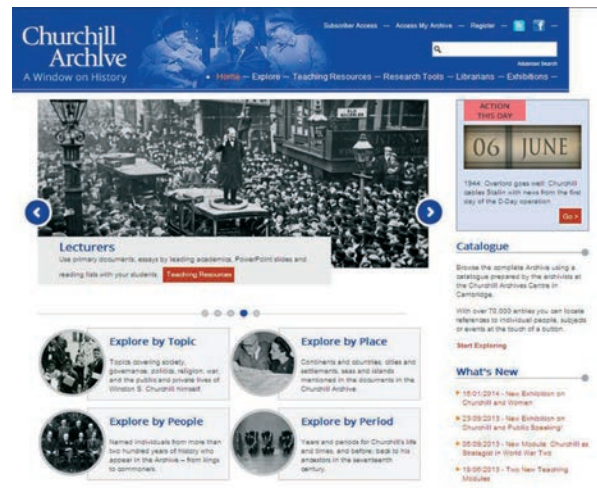 Churchill
Archive
A Window on History
Subscriber Access — Access My Archive — Register —
Advanced Search
Home — Explore — Teaching Resources — Research Tools — Librarians — Exhibitions —
ACTION
THIS DAY
06 JUNE
1944: Overlord goes well: Churchill
cables Stalin with news from the first
day of the D-Day operation
Go >
Lecturers
Use primary documents, essays by leading academics, PowerPoint slides and
reading lists with your students. Teaching Resources
Catalogue
Browse the complete Archive using a
catalogue prepared by the archivists at
the Churchill Archives Centre in
Cambridge.
With over 70,000 entries you can locate
references to individual people, subjects
or events at the touch of a button.
Start Exploring
Explore by Topic
Topics covering society,
governance, politics, religion, war,
and the public and private lives of
Winston S. Churchill himself.
Explore by Place
Continents and countries, cities and
settlements, seas and islands
mentioned in the documents in the
Churchill Archive.
Explore by People
Named individuals from more than
two hundred years of history who
appear in the Archive – from kings
to commoners.
Explore by Period
Years and periods for Churchill's life
and times, and before: back to his
ancestors in the seventeenth
century.
What's New
16/01/2014 - New Exhibition on
Churchill and Women
23/09/2013 - New Exhibition on
Churchill and Public Speaking!
05/09/2013 - New Module: Churchill as
Strategist in World War Two
19/06/2013 - Two New Teaching
Modules